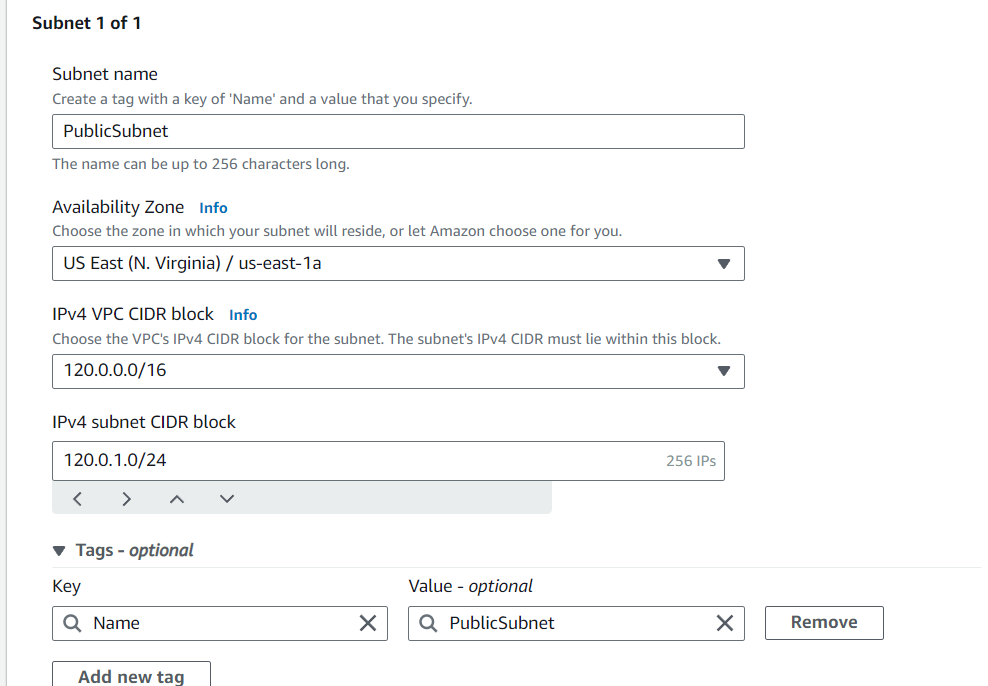 Subnet 1 of 1
Subnet name
Create a tag with a key of 'Name' and a value that you specify.
PublicSubnet
The name can be up to 256 characters long.
Availability Zone Info
Choose the zone in which your subnet will reside, or let Amazon choose one for you.
US East (N. Virginia) / us-east-1a
IPv4 VPC CIDR block Info
Choose the VPC's IPv4 CIDR block for the subnet. The subnet's IPv4 CIDR must lie within this block.
120.0.0.0/16
IPv4 subnet CIDR block
120.0.1.0/24 256 IPs
Tags - optional
Key Value - optional
Name PublicSubnet Remove
Add new tag